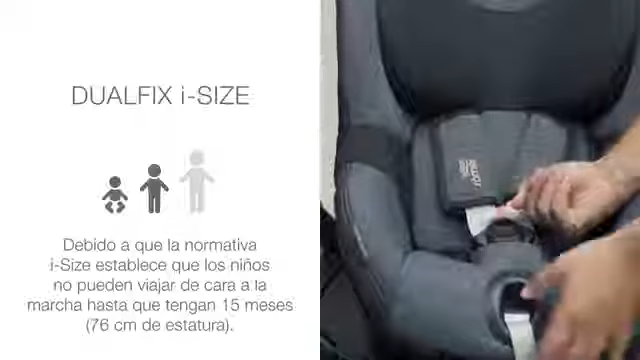 DUALFIX i-SIZE
Debido a que la normativa
i-Size establece que los niños
no pueden viajar de cara a la
marcha hasta que tengan 15 meses
(76 cm de estatura).
römer